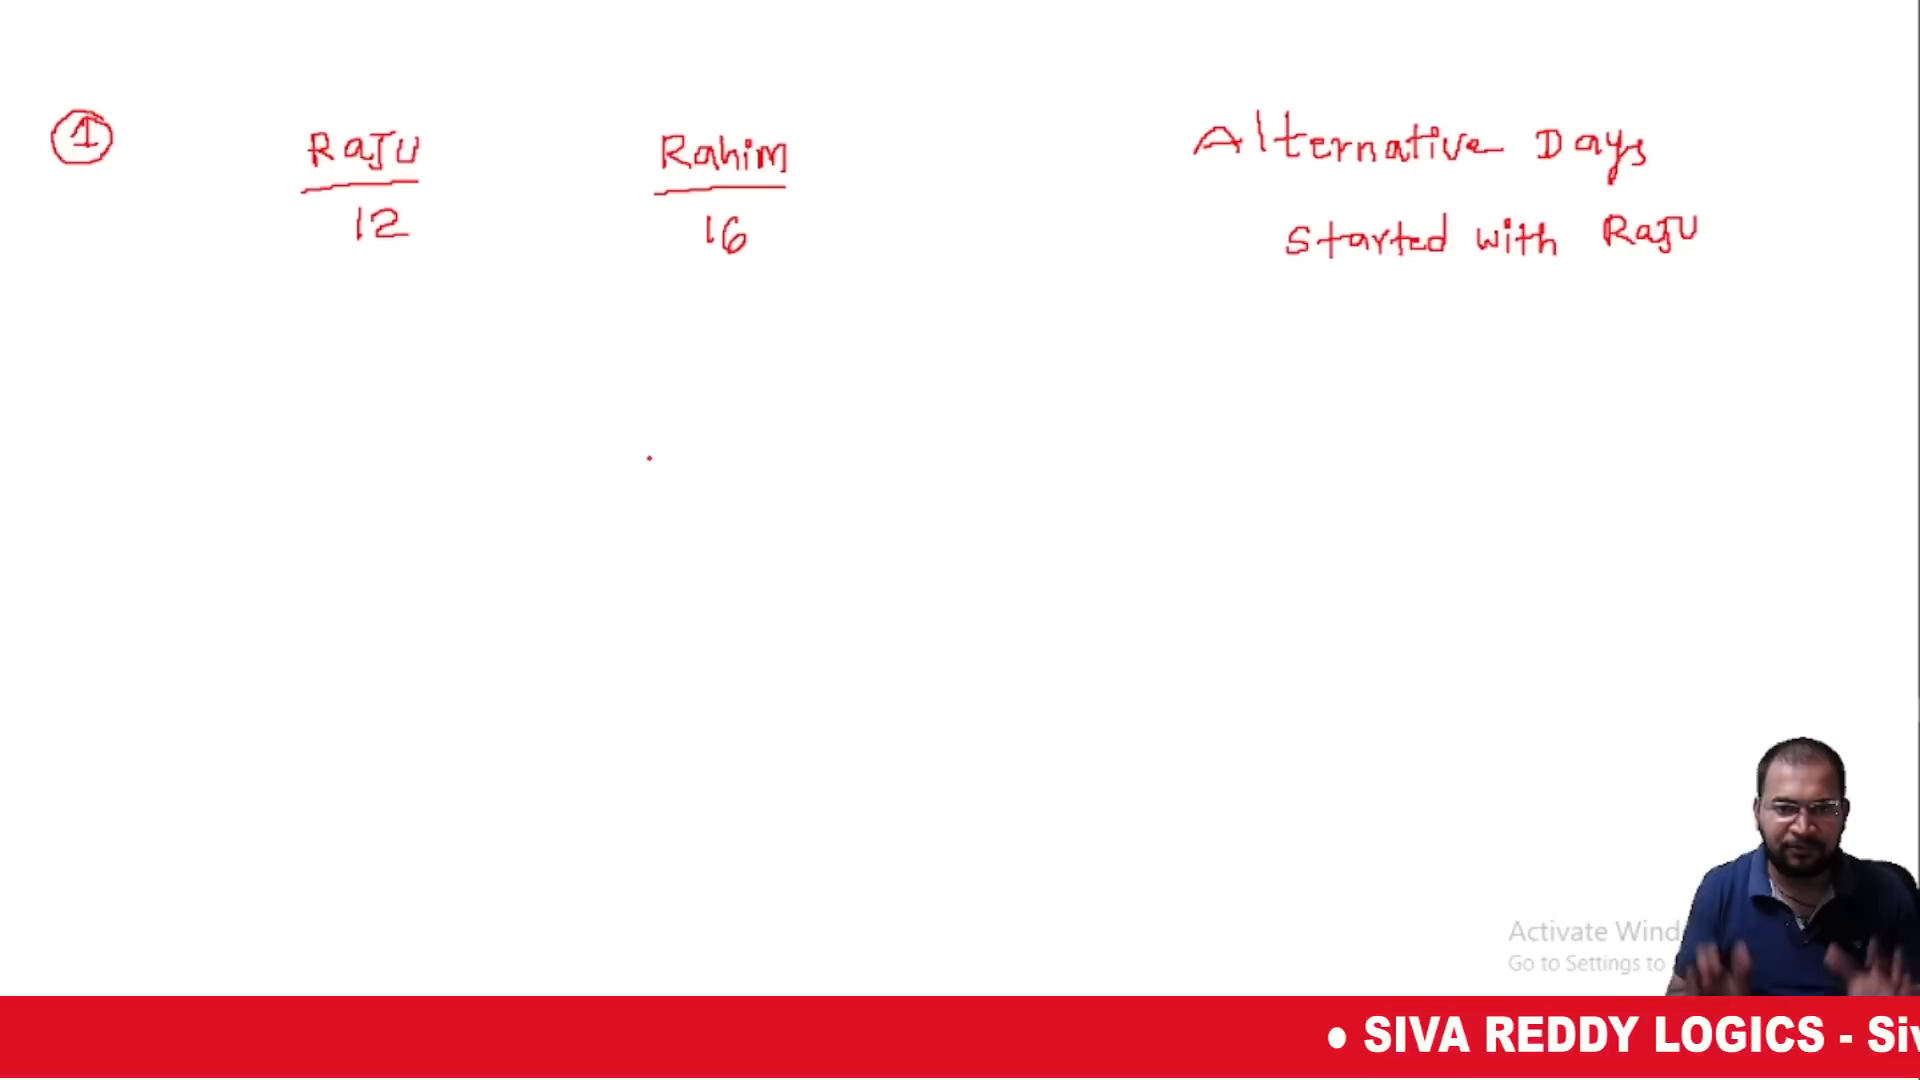 1
RaJU Rahim Alternative Days
12 16 started with RaJU
Activate Wind
Go to Settings to
• SIVA REDDY LOGICS -